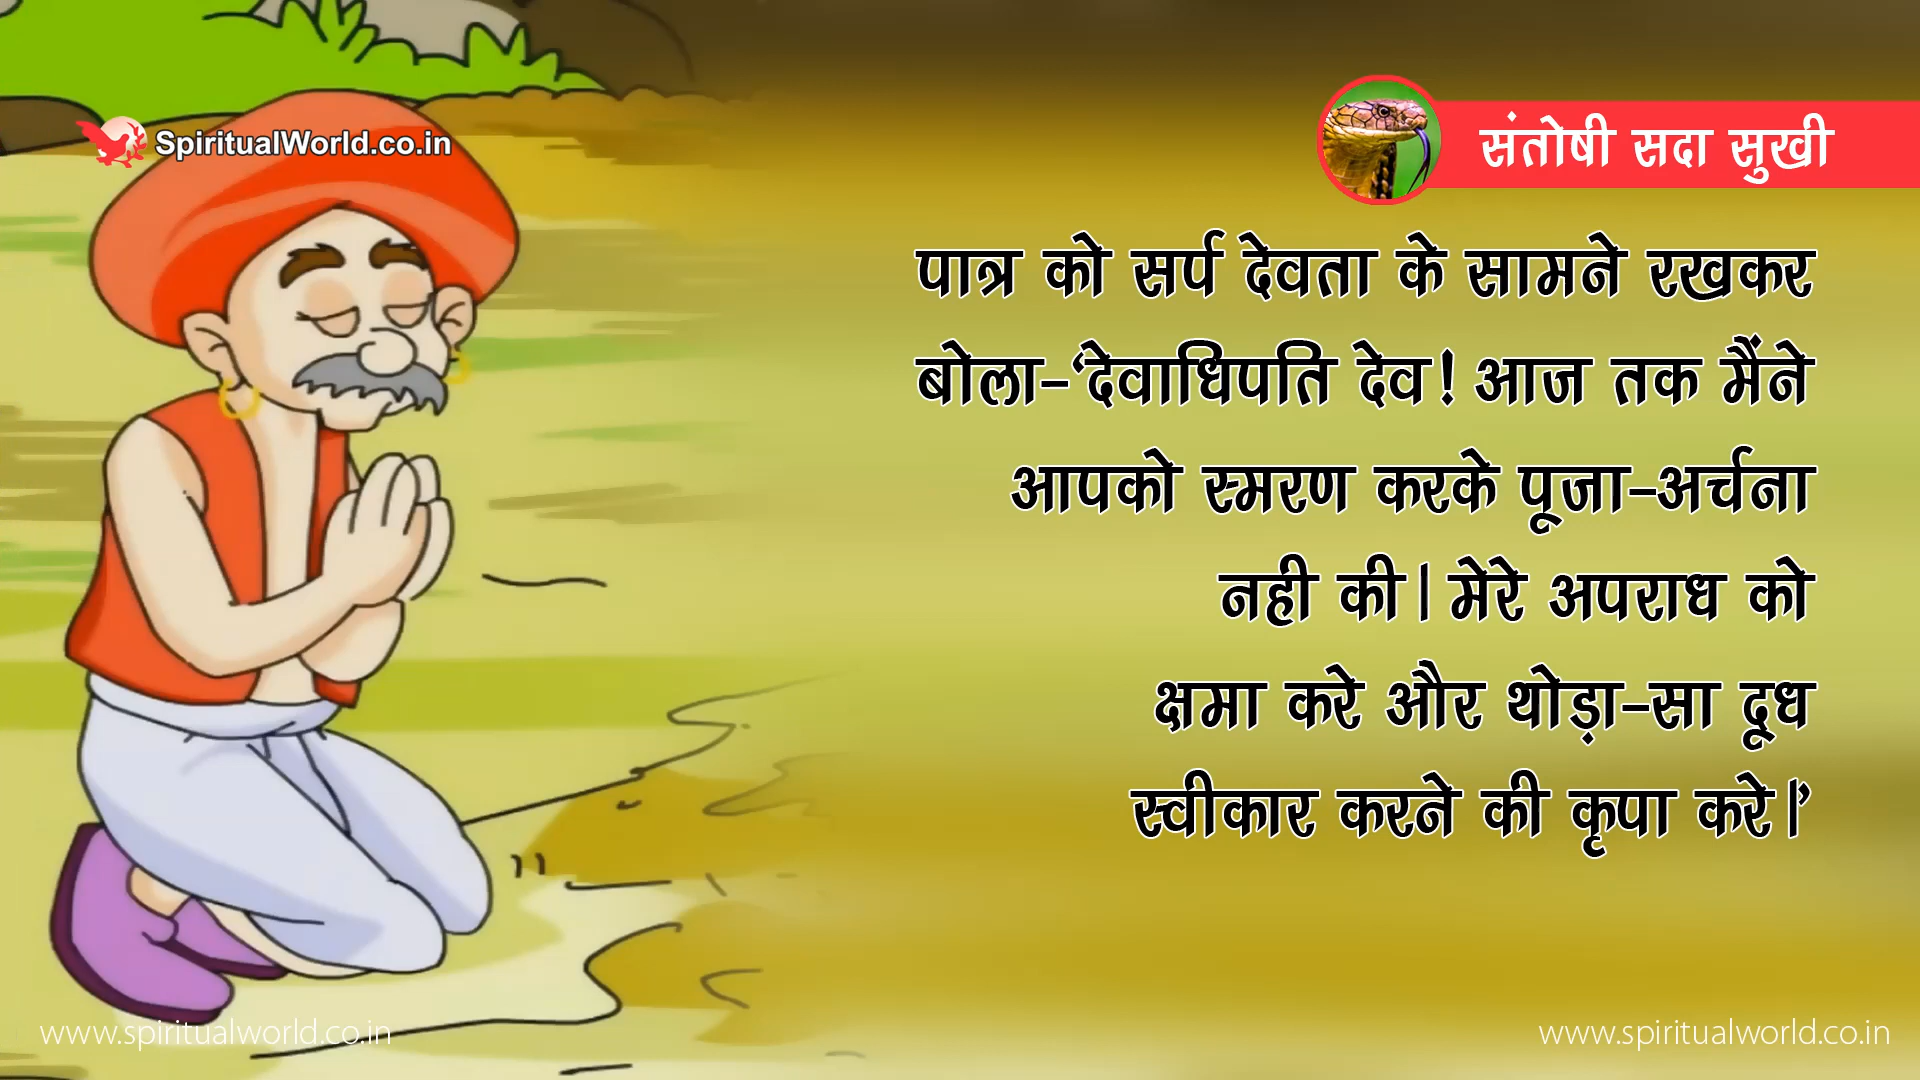 SpiritualWorld.co.in
संतोषी सदा सुखी
पात्र को सर्प देवता के सामने रखकर
बोला-‘देवाधिपति देव! आज तक मैंने
आपको स्मरण करके पूजा-अर्चना
नही की। मेरे अपराध को
क्षमा करे और थोड़ा-सा दूध
स्वीकार करने की कृपा करे।’
www.spiritualworld.co.in
www.spiritualworld.co.in